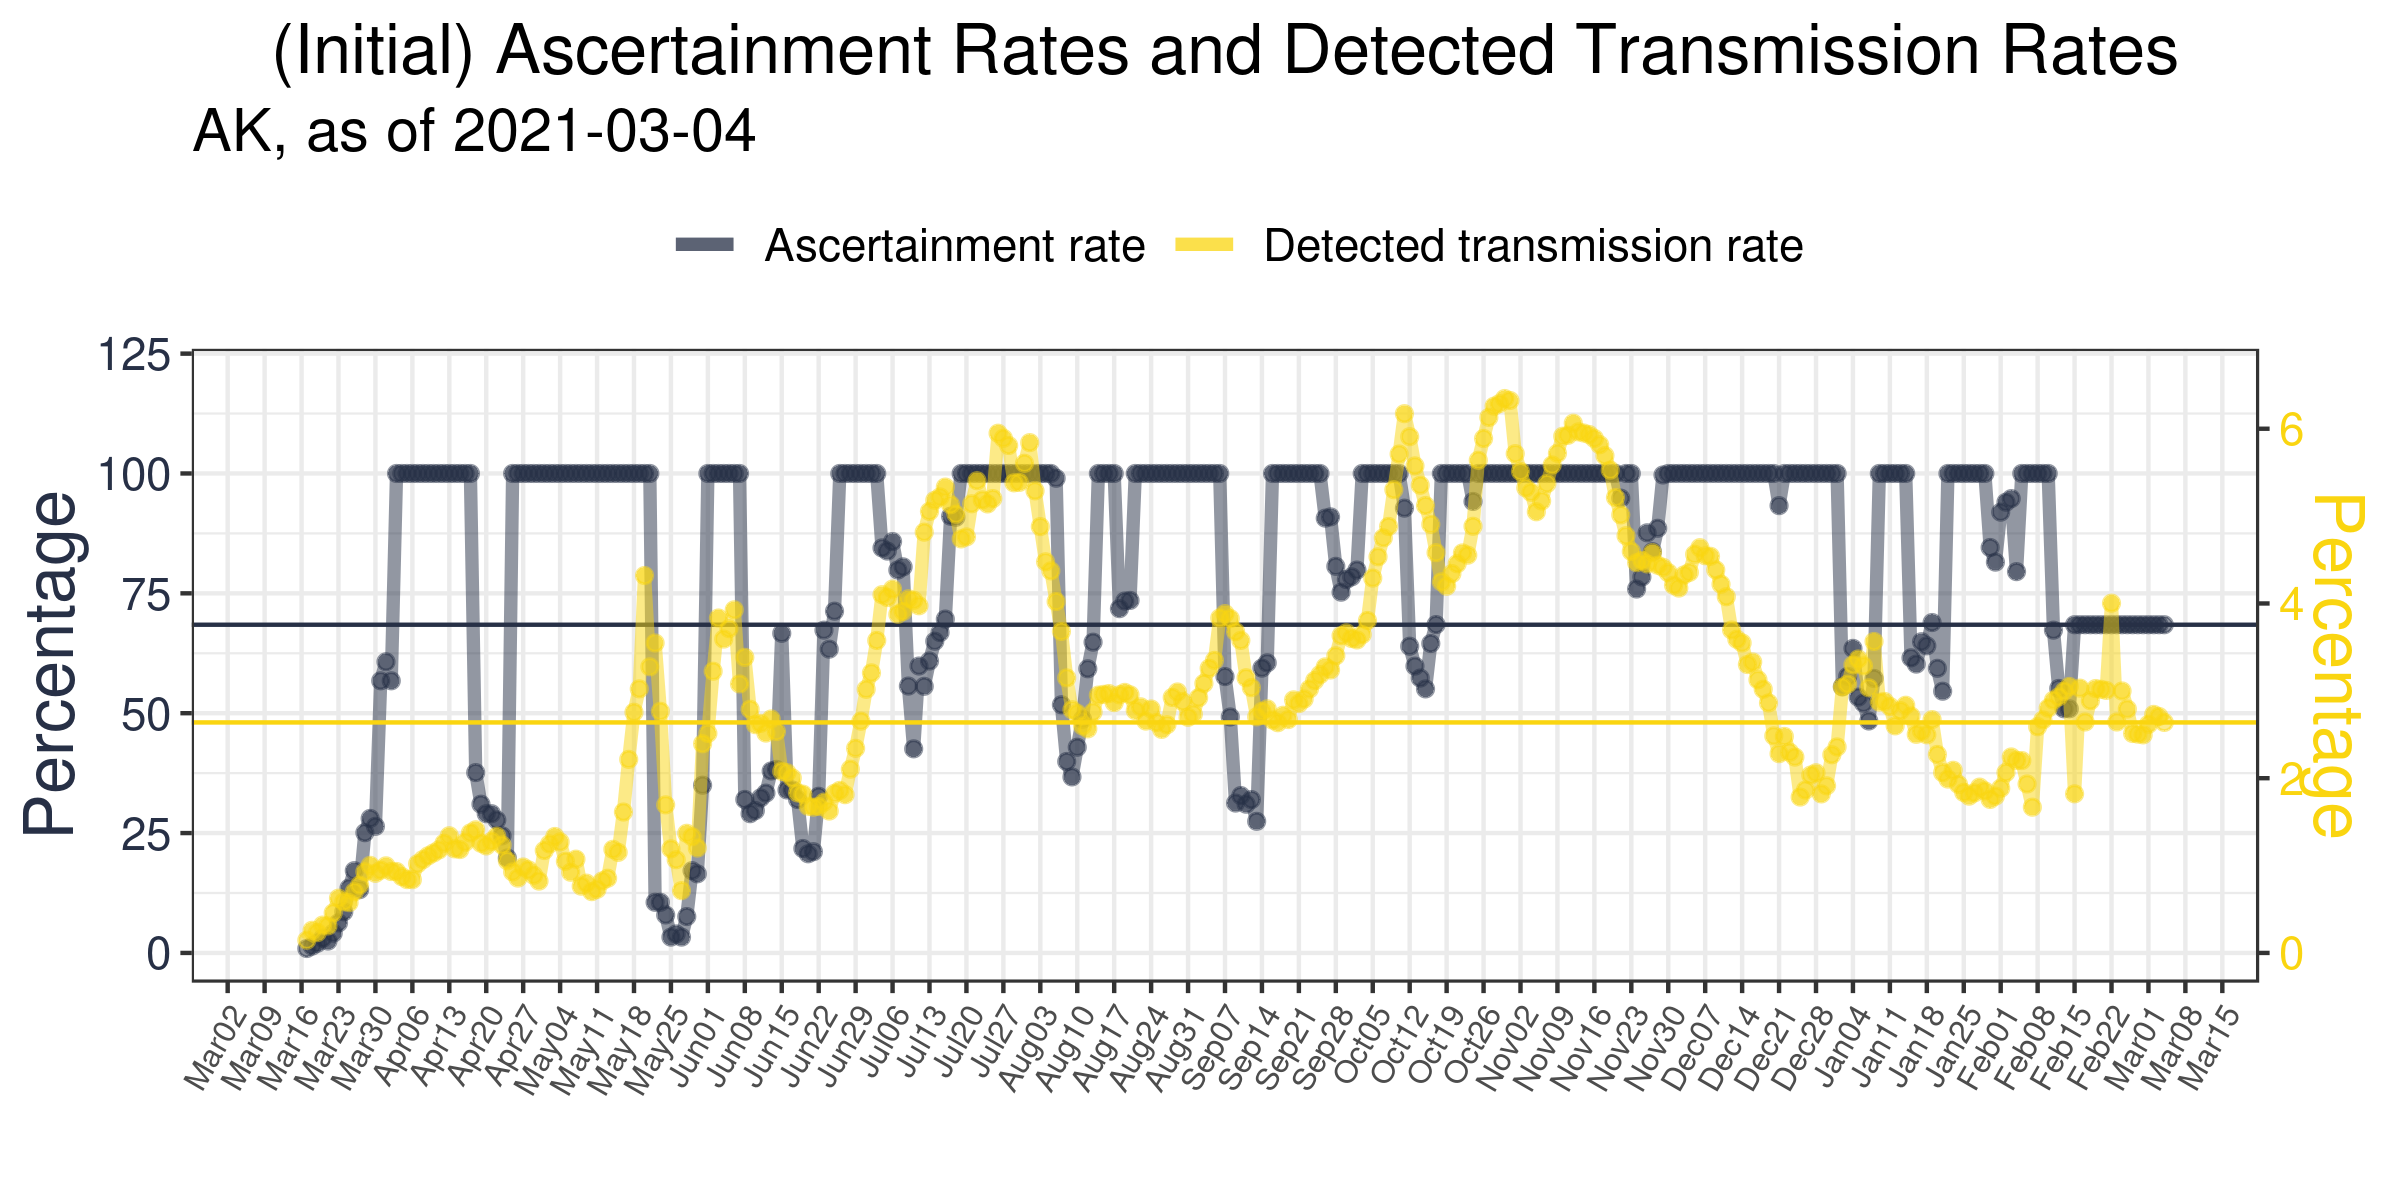 (Initial) Ascertainment Rates and Detected Transmission Rates
AK, as of 2021-03-04
Ascertainment rate Detected transmission rate
Percentage
125
100
75
50
25
0
6
4
2
0
Percentage
Mar02 Mar09 Mar16 Mar23 Mar30 Apr06 Apr13 Apr20 Apr27 May04 May11 May18 May25 Jun01 Jun08 Jun15 Jun22 Jun29 Jul06 Jul13 Jul20 Jul27 Aug03 Aug10 Aug17 Aug24 Aug31 Sep07 Sep14 Sep21 Sep28 Oct05 Oct12 Oct19 Oct26 Nov02 Nov09 Nov16 Nov23 Nov30 Dec07 Dec14 Dec21 Dec28 Jan04 Jan11 Jan18 Jan25 Feb01 Feb08 Feb15 Feb22 Mar01 Mar08 Mar15